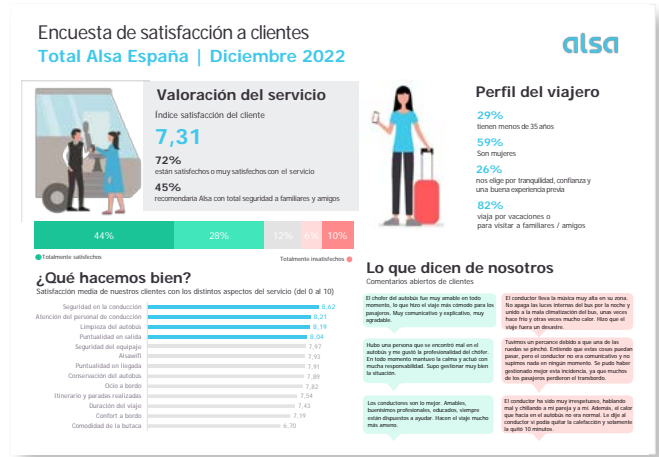 Encuesta de satisfacción a clientes
Total Alsa España | Diciembre 2022
alsa
Valoración del servicio
Índice satisfacción del cliente
7,31
72%
están satisfechos o muy satisfechos con el servicio
45%
recomendaría Alsa con total seguridad a familiares y amigos
Perfil del viajero
29%
tienen menos de 35 años
59%
Son mujeres
26%
nos elige por tranquilidad, confianza y
una buena experiencia previa
82%
viaja por vacaciones o
para visitar a familiares / amigos
44% 28% 12% 6% 10%
Totalmente satisfechos Totalmente insatisfechos
¿Qué hacemos bien?
Satisfacción media de nuestros clientes con los distintos aspectos del servicio (del 0 al 10)
Seguridad en la conducción 8,62
Atención del personal de conducción 8,21
Limpieza del autobús 8,19
Puntualidad en salida 8,04
Seguridad del equipaje 7,97
Alsawifi 7,93
Puntualidad en llegada 7,91
Conservación del autobús 7,89
Ocio a bordo 7,82
Itinerario y paradas realizadas 7,54
Duración del viaje 7,43
Confort a bordo 7,19
Comodidad de la butaca 6,70
Lo que dicen de nosotros
Comentarios abiertos de clientes
El chofer del autobús fue muy amable en todo
momento, lo que hizo el viaje más cómodo para los
pasajeros. Muy comunicativo y explicativo, muy
agradable.
El conductor lleva la música muy alta en su zona.
No apaga las luces internas del bus por la noche y
unido a la mala climatización del bus, unas veces
hace frío y otras veces mucho calor. Hizo que el
viaje fuera un desastre.
Hubo una persona que se encontró mal en el
autobús y me gustó la profesionalidad del chófer.
En todo momento mantuvo la calma y actuó con
mucha responsabilidad. Supo gestionar muy bien
la situación.
Tuvimos un percance debido a que una de las
ruedas se pinchó. Entiendo que estas cosas puedan
pasar, pero el conductor no era comunicativo y no
supimos nada en ningún momento. Se pudo haber
gestionado mejor esta incidencia, ya que muchos
de los pasajeros perdieron el transbordo.
Los conductores son lo mejor. Amables,
buenísimos profesionales, educados, siempre
están dispuestos a ayudar. Hacen el viaje mucho
más ameno.
El conductor ha sido muy irrespetuoso, hablando
mal y chillando a mi pareja y a mí. Además, el calor
que hacía en el autobús no era normal. Le dije al
conductor si podía quitar la calefacción y solamente
la quitó 10 minutos.